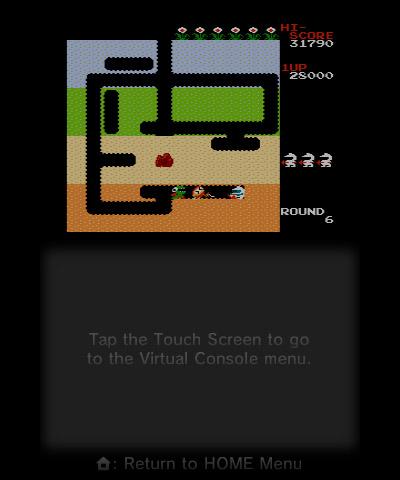 HI-
SCORE
31790
1UP
28000
ROUND
6
Tap the Touch Screen to go
to the Virtual Console menu.
: Return to HOME Menu